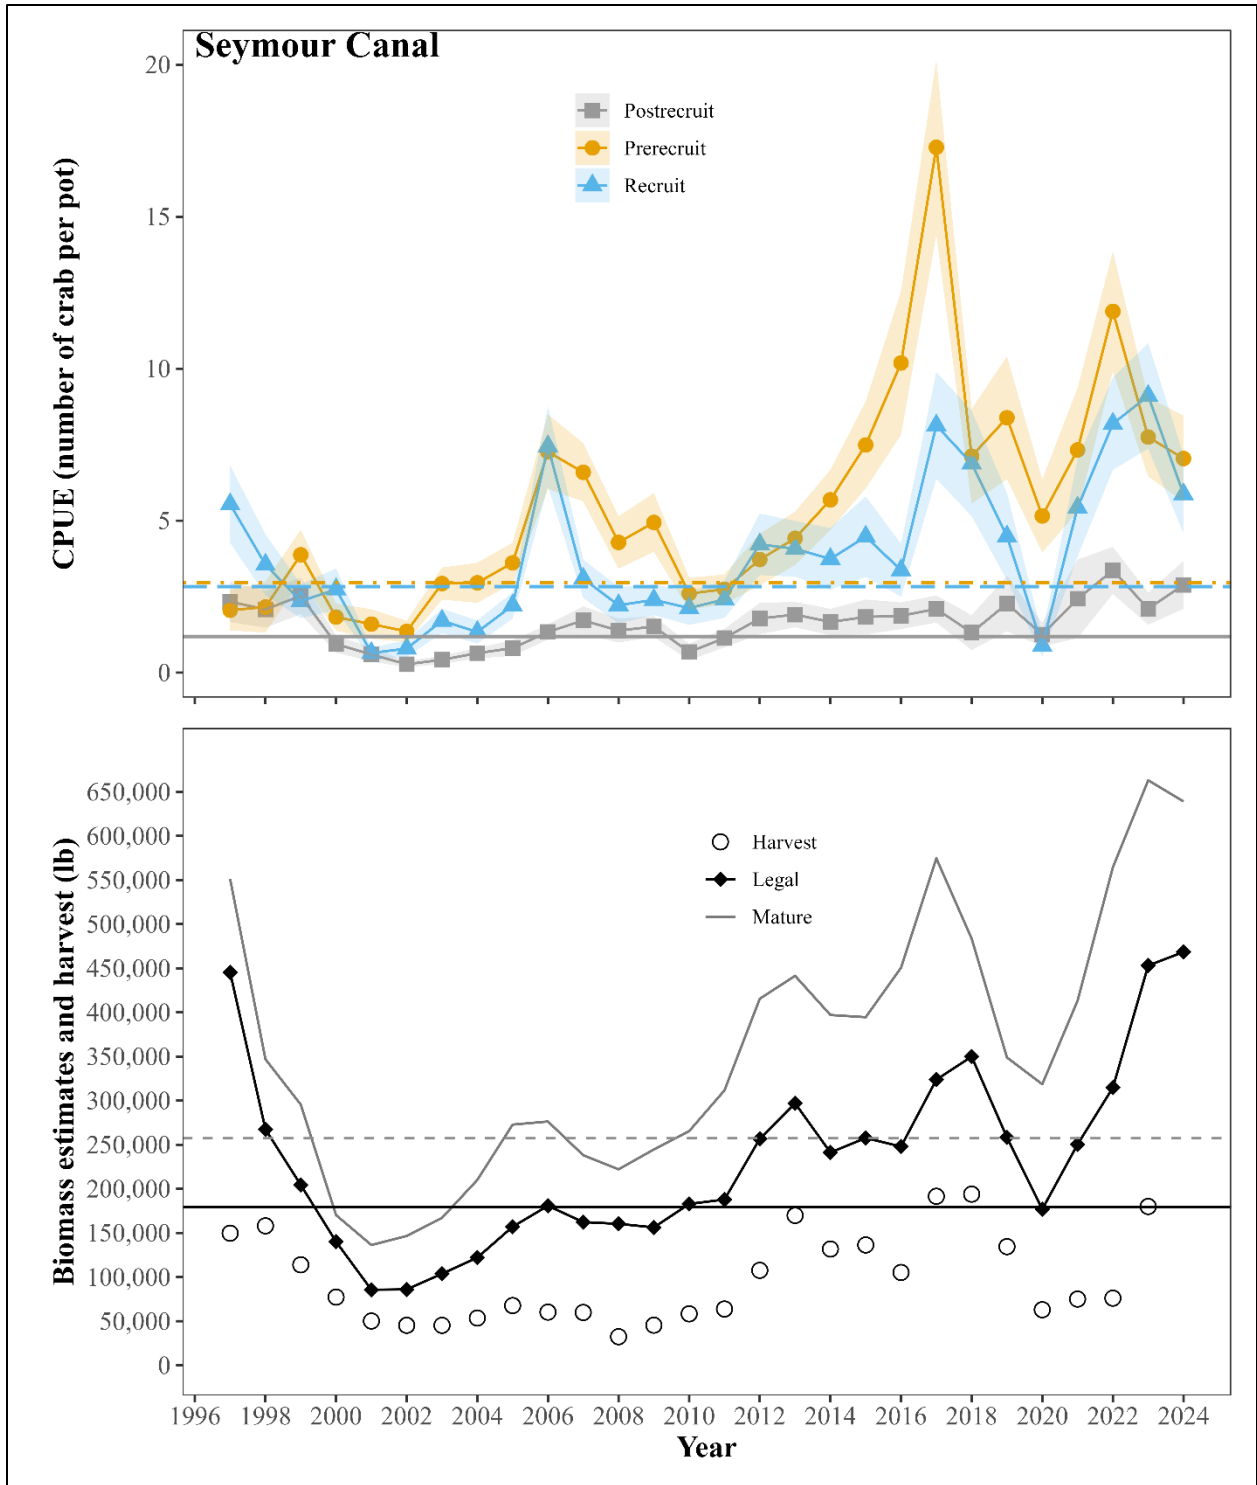 Seymour Canal
CPUE (number of crab per pot)
20
15
10
5
0
Postrecruit
Prerecruit
Recruit
Biomass estimates and harvest (lb)
650,000
600,000
550,000
500,000
450,000
400,000
350,000
300,000
250,000
200,000
150,000
100,000
50,000
0
Harvest
Legal
Mature
1996 1998 2000 2002 2004 2006 2008 2010 2012 2014 2016 2018 2020 2022 2024
Year